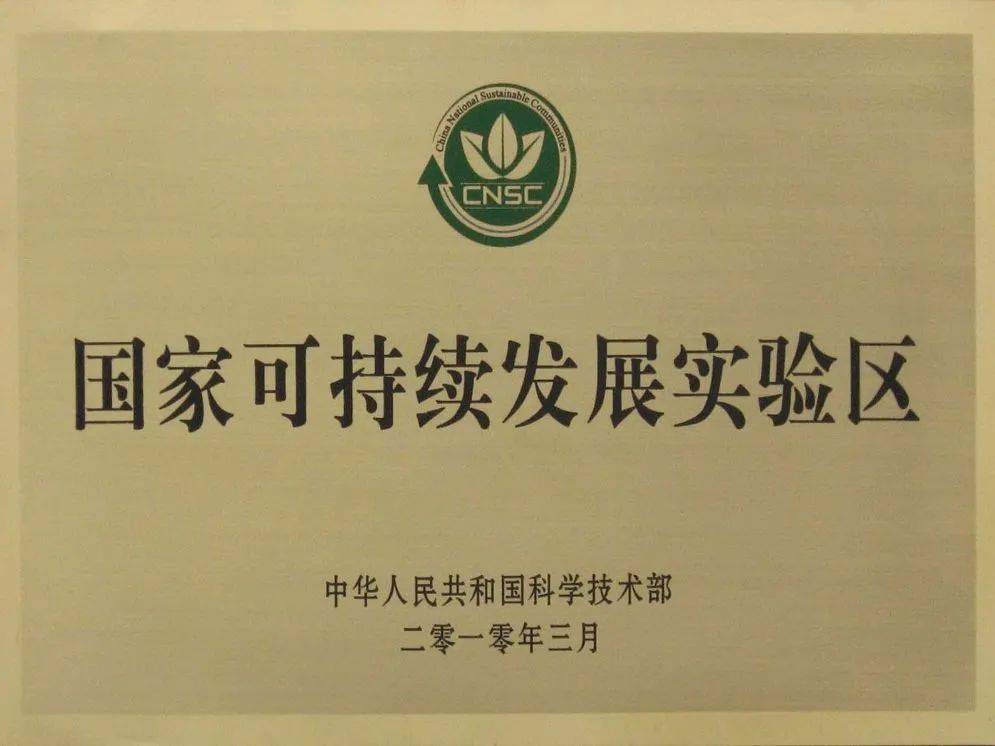 China National Sustainable Communities
CNSC
国家可持续发展实验区
中华人民共和国科学技术部
二零一零年三月